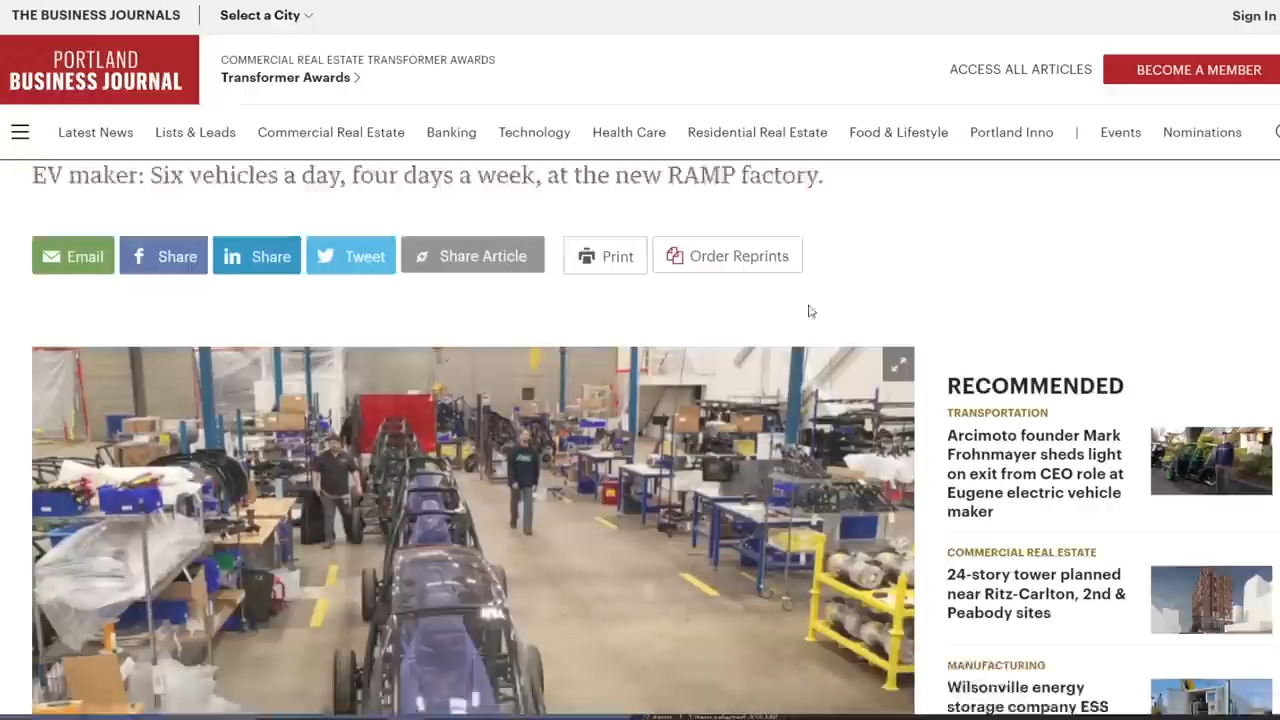 THE BUSINESS JOURNALS
Select a City
Sign In
PORTLAND
BUSINESS JOURNAL
COMMERCIAL REAL ESTATE TRANSFORMER AWARDS
Transformer Awards
ACCESS ALL ARTICLES
BECOME A MEMBER
Latest News
Lists & Leads
Commercial Real Estate
Banking
Technology
Health Care
Residential Real Estate
Food & Lifestyle
Portland Inno
|
Events
Nominations
EV maker: Six vehicles a day, four days a week, at the new RAMP factory.
Email
Share
Share
Tweet
Share Article
Print
Order Reprints
RECOMMENDED
TRANSPORTATION
Arcimoto founder Mark
Frohnmayer sheds light
on exit from CEO role at
Eugene electric vehicle
maker
COMMERCIAL REAL ESTATE
24-story tower planned
near Ritz-Carlton, 2nd &
Peabody sites
MANUFACTURING
Wilsonville energy
storage company ESS